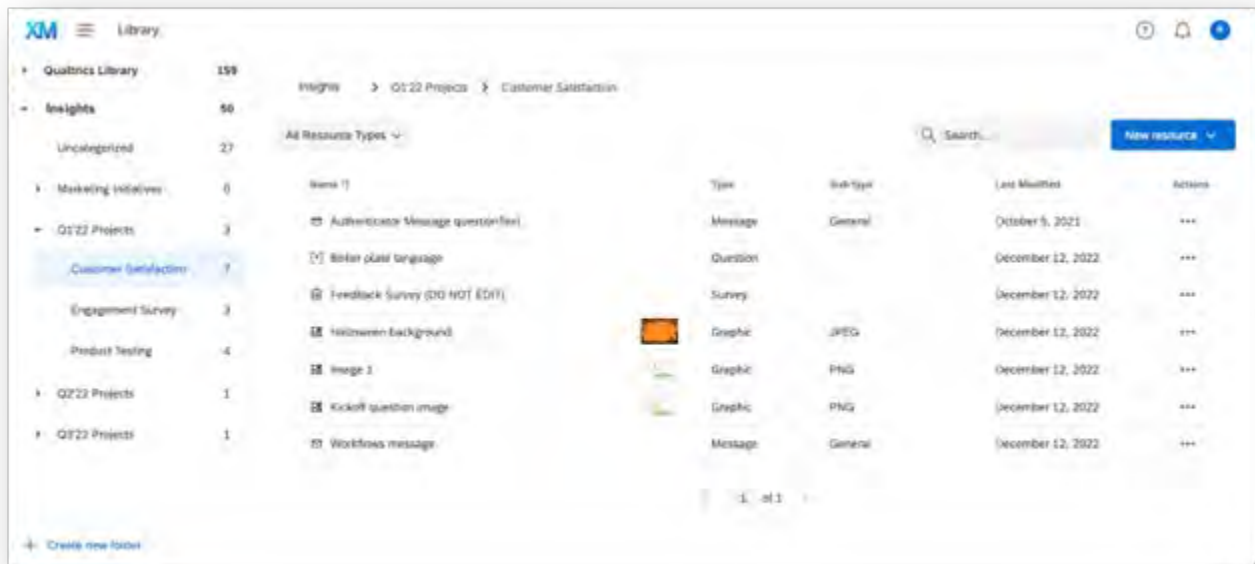 XM Library
Qualtrics Library 159
Insights 50
Uncategorized 27
Marketing Initiatives 0
Q1'22 Projects 3
Customer Satisfaction 7
Engagement Survey 3
Product Testing 4
Q2'22 Projects 1
Q3'22 Projects 1
Create new folder
Insights > Q1'22 Projects > Customer Satisfaction
All Resource Types Search... New resource
Name Type Sub type Last Modified Actions
Authenticator Message questionText Message General October 5, 2021
Boiler plate language Question December 12, 2022
Feedback Survey (DO NOT EDIT) Survey December 12, 2022
Halloween background Graphic JPEG December 12, 2022
Image 1 Graphic PNG December 12, 2022
Kickoff question image Graphic PNG December 12, 2022
Workflows message Message General December 12, 2022
1 of 1